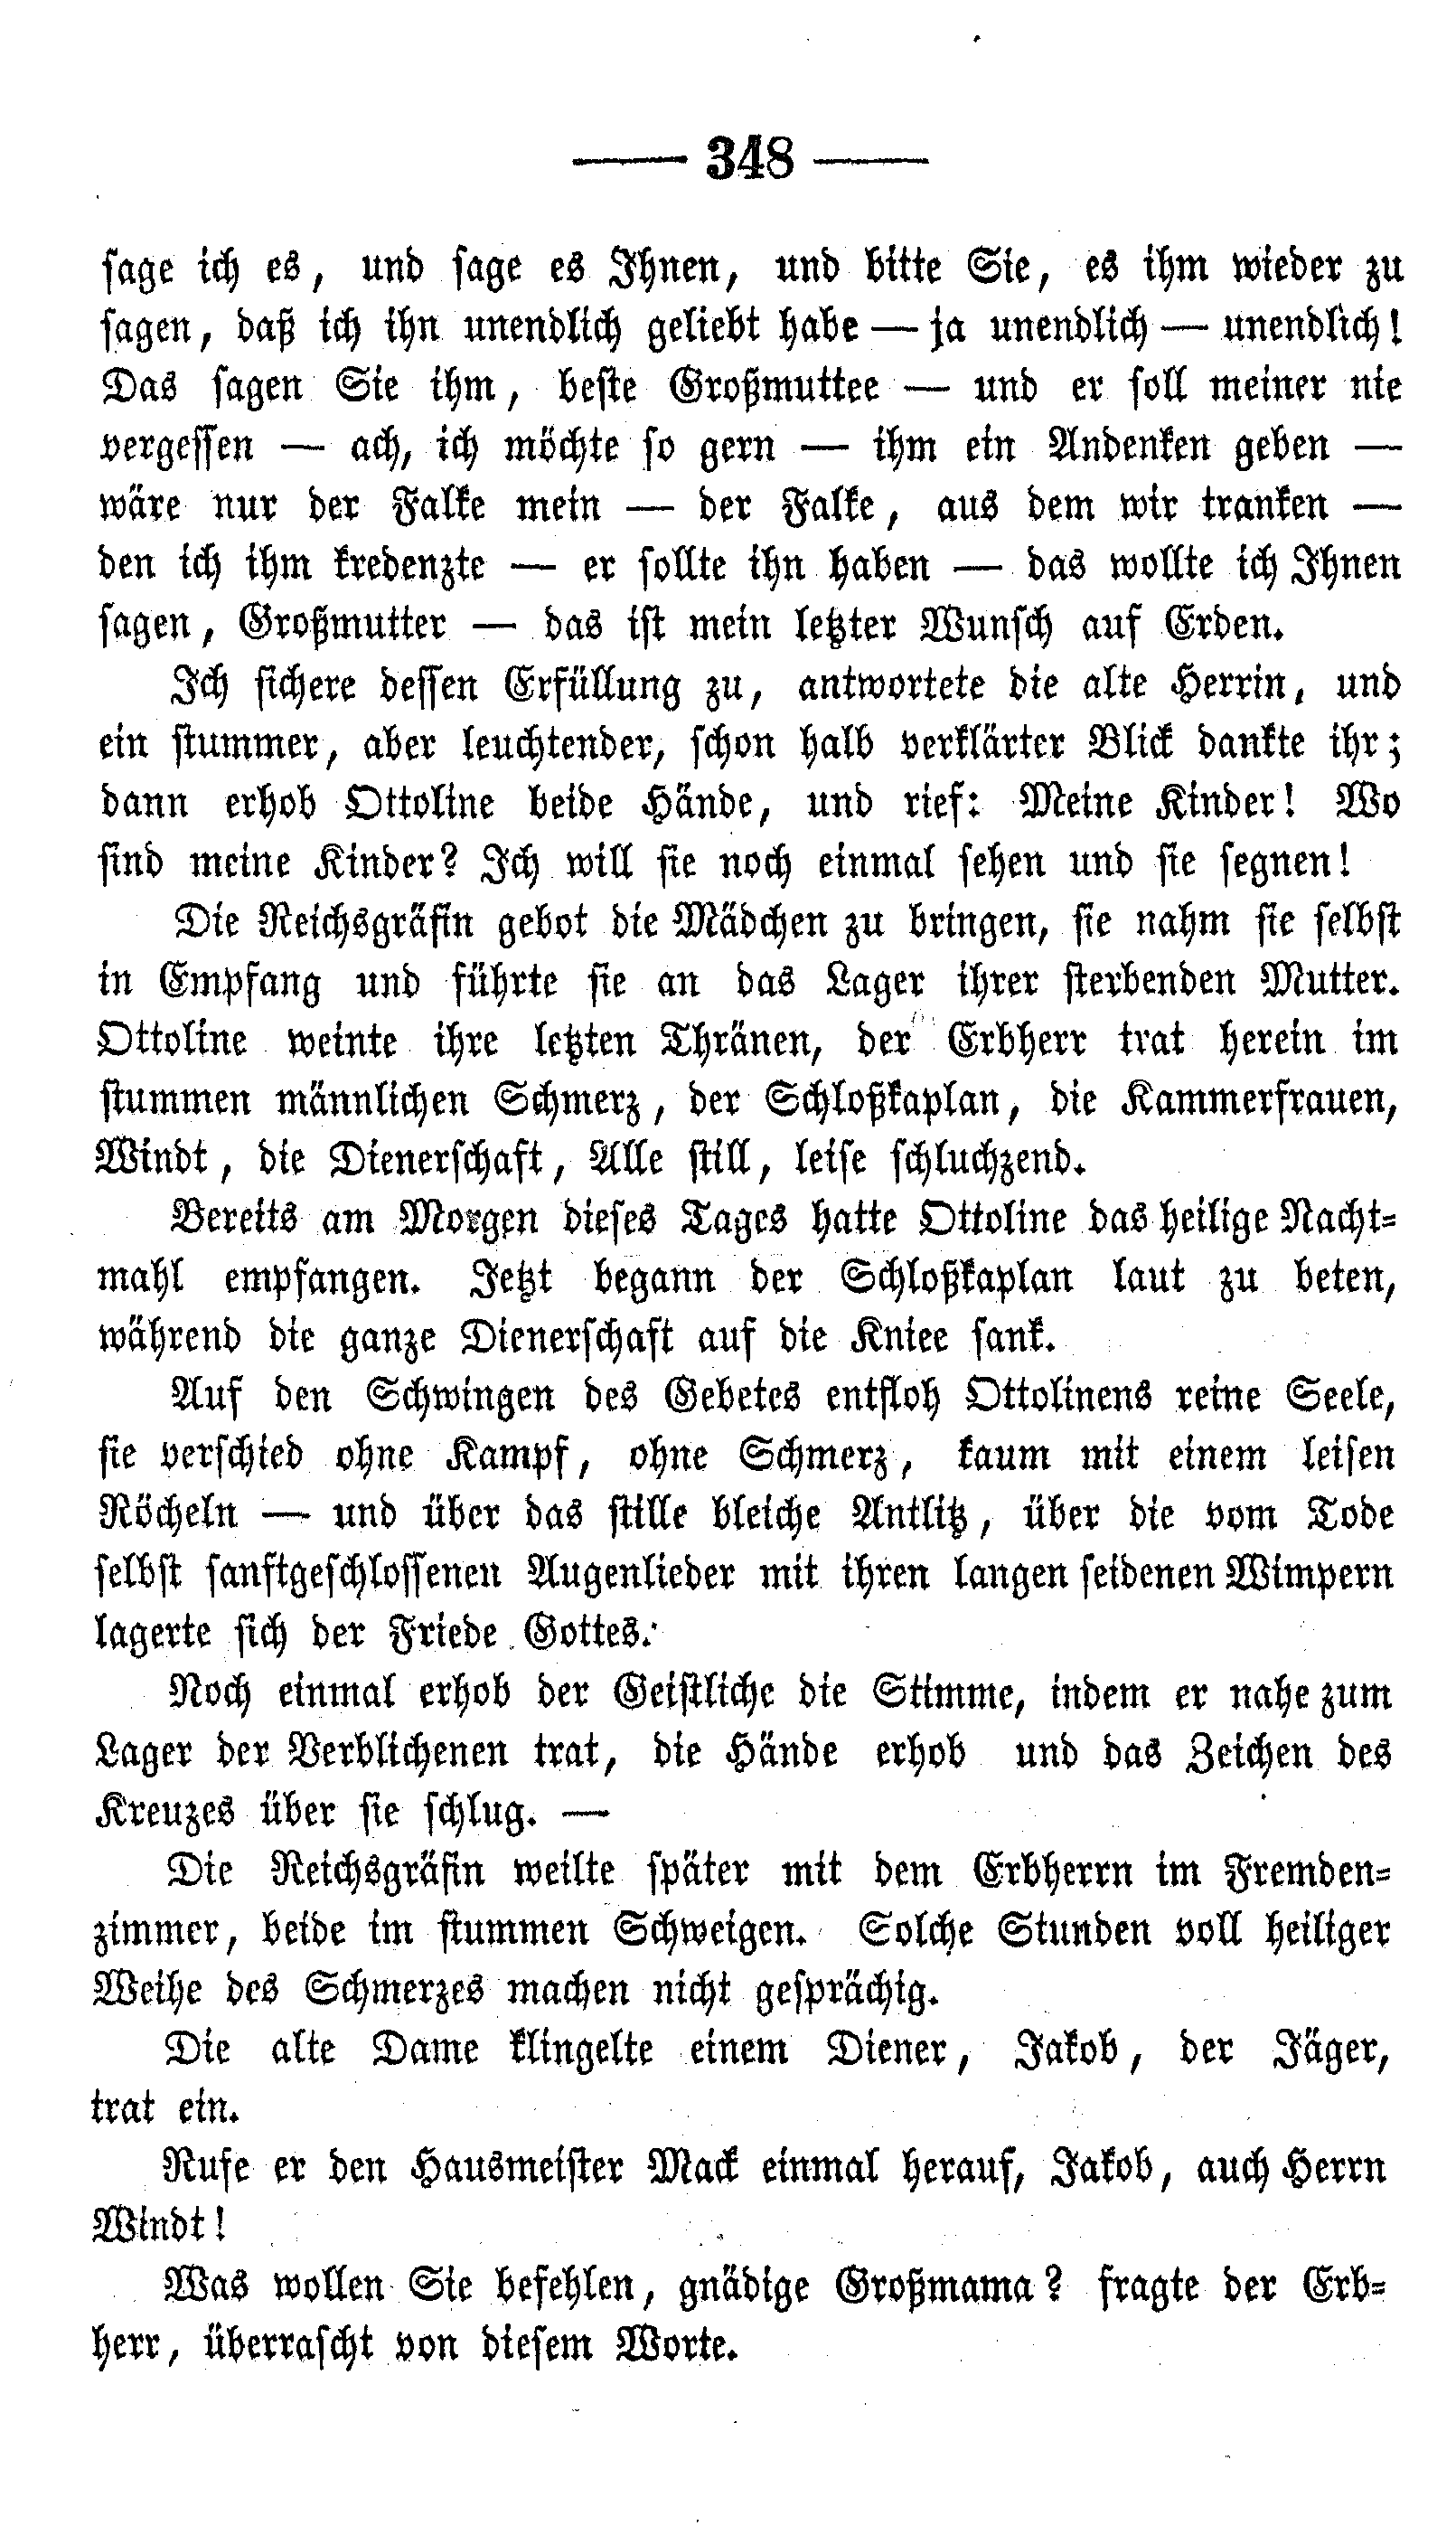 — 348 —
sage ich es, und sage es Ihnen, und bitte Sie, es ihm wieder zu
sagen, daß ich ihn unendlich geliebt habe — ja unendlich — unendlich!
Das sagen Sie ihm, beste Großmuttee — und er soll meiner nie
vergessen — ach, ich möchte so gern — ihm ein Andenken geben —
wäre nur der Falke mein — der Falke, aus dem wir tranken —
den ich ihm kredenzte — er sollte ihn haben — das wollte ich Ihnen
sagen, Großmutter — das ist mein letzter Wunsch auf Erden.
Ich sichere dessen Erfüllung zu, antwortete die alte Herrin, und
ein stummer, aber leuchtender, schon halb verklärter Blick dankte ihr;
dann erhob Ottoline beide Hände, und rief: Meine Kinder! Wo
sind meine Kinder? Ich will sie noch einmal sehen und sie segnen!
Die Reichsgräfin gebot die Mädchen zu bringen, sie nahm sie selbst
in Empfang und führte sie an das Lager ihrer sterbenden Mutter.
Ottoline weinte ihre letzten Thränen, der Erbherr trat herein im
stummen männlichen Schmerz, der Schloßkaplan, die Kammerfrauen,
Windt, die Dienerschaft, Alle still, leise schluchzend.
Bereits am Morgen dieses Tages hatte Ottoline das heilige Nacht-
mahl empfangen. Jetzt begann der Schloßkaplan laut zu beten,
während die ganze Dienerschaft auf die Kniee sank.
Auf den Schwingen des Gebetes entfloh Ottolinens reine Seele,
sie verschied ohne Kampf, ohne Schmerz, kaum mit einem leisen
Röcheln — und über das stille bleiche Antlitz, über die vom Tode
selbst sanftgeschlossenen Augenlieder mit ihren langen seidenen Wimpern
lagerte sich der Friede Gottes.
Noch einmal erhob der Geistliche die Stimme, indem er nahe zum
Lager der Verblichenen trat, die Hände erhob und das Zeichen des
Kreuzes über sie schlug. —
Die Reichsgräfin weilte später mit dem Erbherrn im Fremden-
zimmer, beide im stummen Schweigen. Solche Stunden voll heiliger
Weihe des Schmerzes machen nicht gesprächig.
Die alte Dame klingelte einem Diener, Jakob, der Jäger,
trat ein.
Rufe er den Hausmeister Mack einmal herauf, Jakob, auch Herrn
Windt!
Was wollen Sie befehlen, gnädige Großmama? fragte der Erb-
herr, überrascht von diesem Worte.